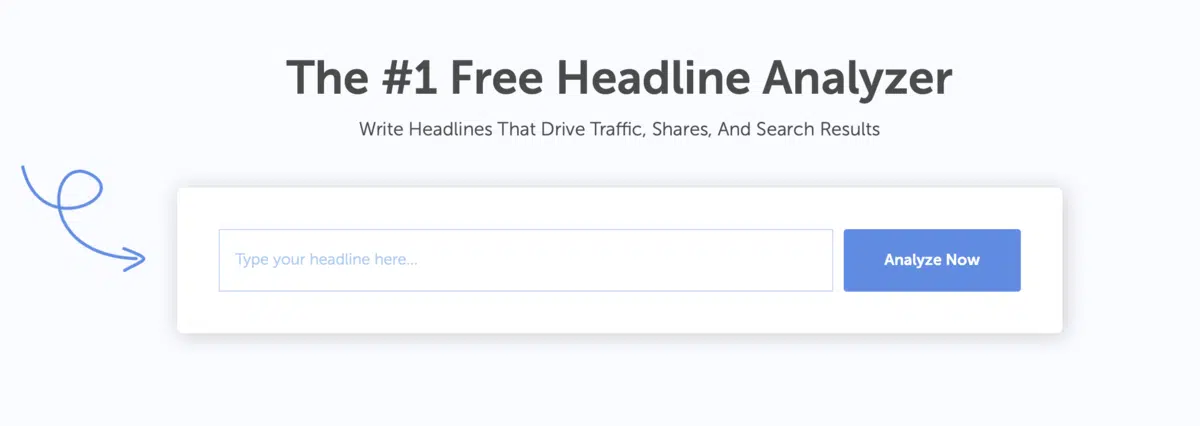 The #1 Free Headline Analyzer
Write Headlines That Drive Traffic, Shares, And Search Results
Type your headline here...
Analyze Now